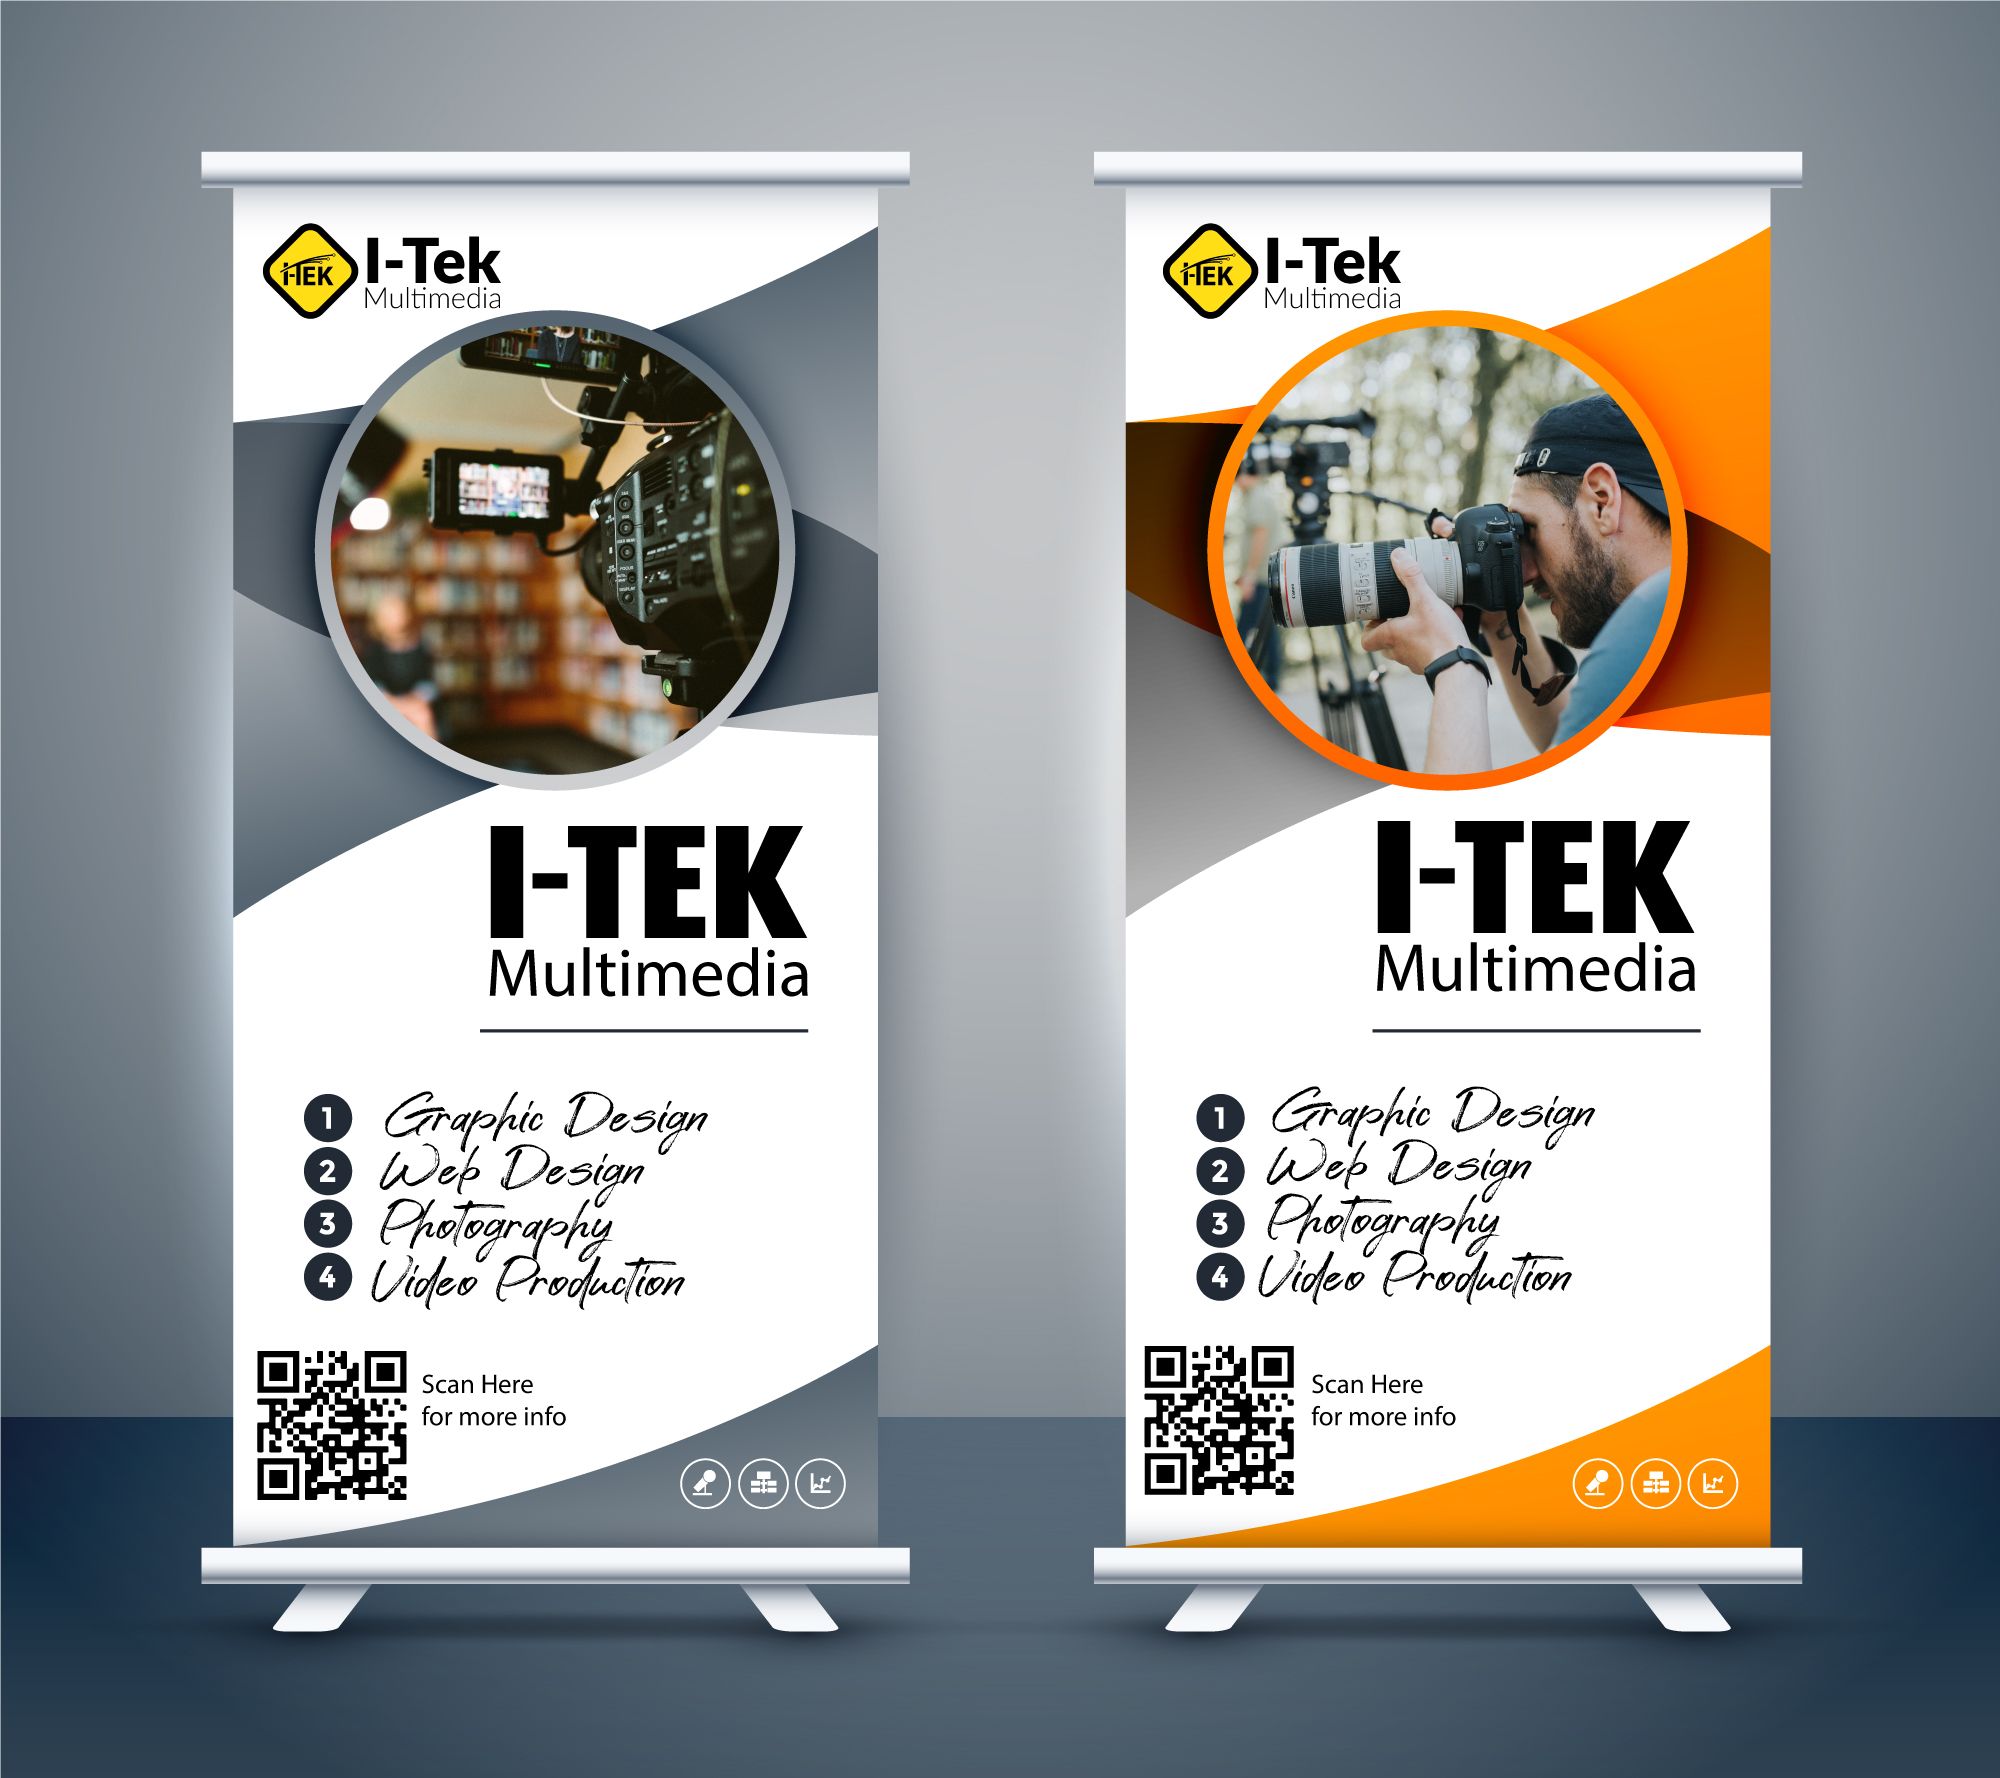 I-TEK
I-Tek
Multimedia
I-TEK
Multimedia
1 Graphic Design
2 Web Design
3 Photography
4 Video Production
Scan Here
for more info
I-TEK
I-Tek
Multimedia
I-TEK
Multimedia
1 Graphic Design
2 Web Design
3 Photography
4 Video Production
Scan Here
for more info